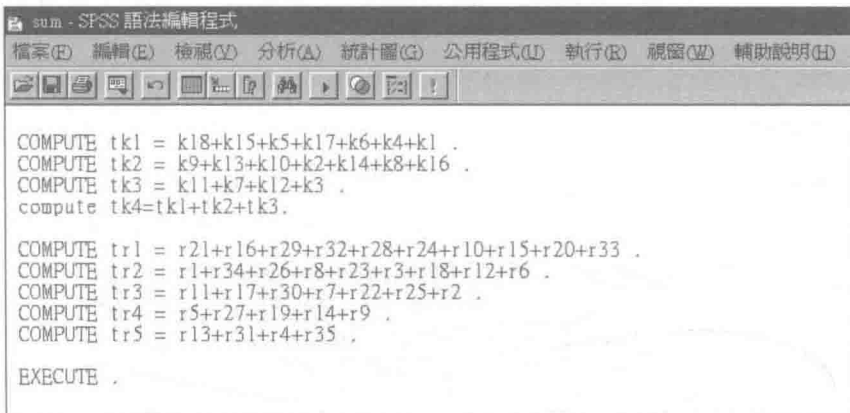 sum - SPSS 語法編輯程式
檔案(F) 編輯(E) 檢視(V) 分析(A) 統計圖(G) 公用程式(U) 執行(R) 視窗(W) 輔助說明(H)
COMPUTE tk1 = k18+k15+k5+k17+k6+k4+k1 .
COMPUTE tk2 = k9+k13+k10+k2+k14+k8+k16 .
COMPUTE tk3 = k11+k7+k12+k3 .
compute tk4=tk1+tk2+tk3.
COMPUTE tr1 = r21+r16+r29+r32+r28+r24+r10+r15+r20+r33 .
COMPUTE tr2 = r1+r34+r26+r8+r23+r3+r18+r12+r6 .
COMPUTE tr3 = r11+r17+r30+r7+r22+r25+r2 .
COMPUTE tr4 = r5+r27+r19+r14+r9 .
COMPUTE tr5 = r13+r31+r4+r35 .
EXECUTE .